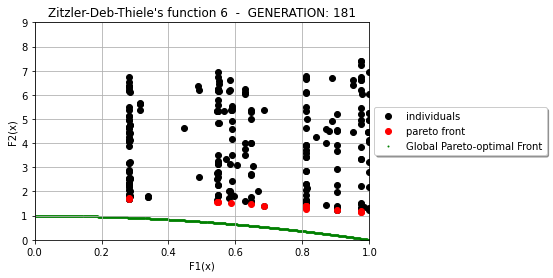 Zitzler-Deb-Thiele's function 6 - GENERATION: 181
F2(x)
9
8
7
6
5
4
3
2
1
0
0.0 0.2 0.4 0.6 0.8 1.0
F1(x)
individuals
pareto front
Global Pareto-optimal Front